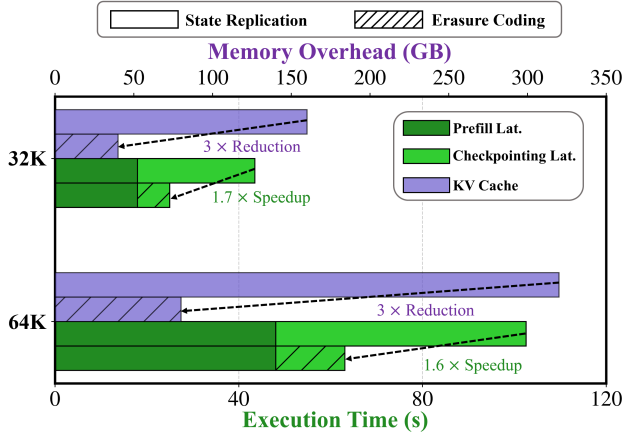 State Replication Erasure Coding
Memory Overhead (GB)
0 50 100 150 200 250 300 350
Prefill Lat.
Checkpointing Lat.
KV Cache
32K
3 × Reduction
1.7 × Speedup
64K
3 × Reduction
1.6 × Speedup
0 40 80 120
Execution Time (s)